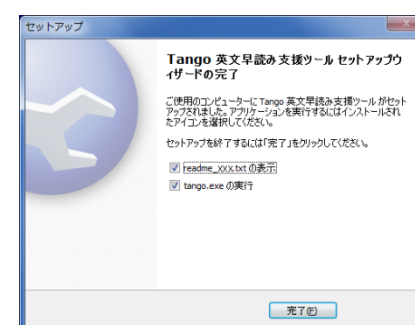 セットアップ
Tango 英文早読み支援ツール セットアップウ
ィザードの完了
ご使用のコンピューターに Tango 英文早読み支援ツール がセット
アップされました。アプリケーションを実行するにはインストールされ
たアイコンを選択してください。
セットアップを終了するには「完了」をクリックしてください。
readme_xxx.txt の表示
tango.exe の実行
完了(F)